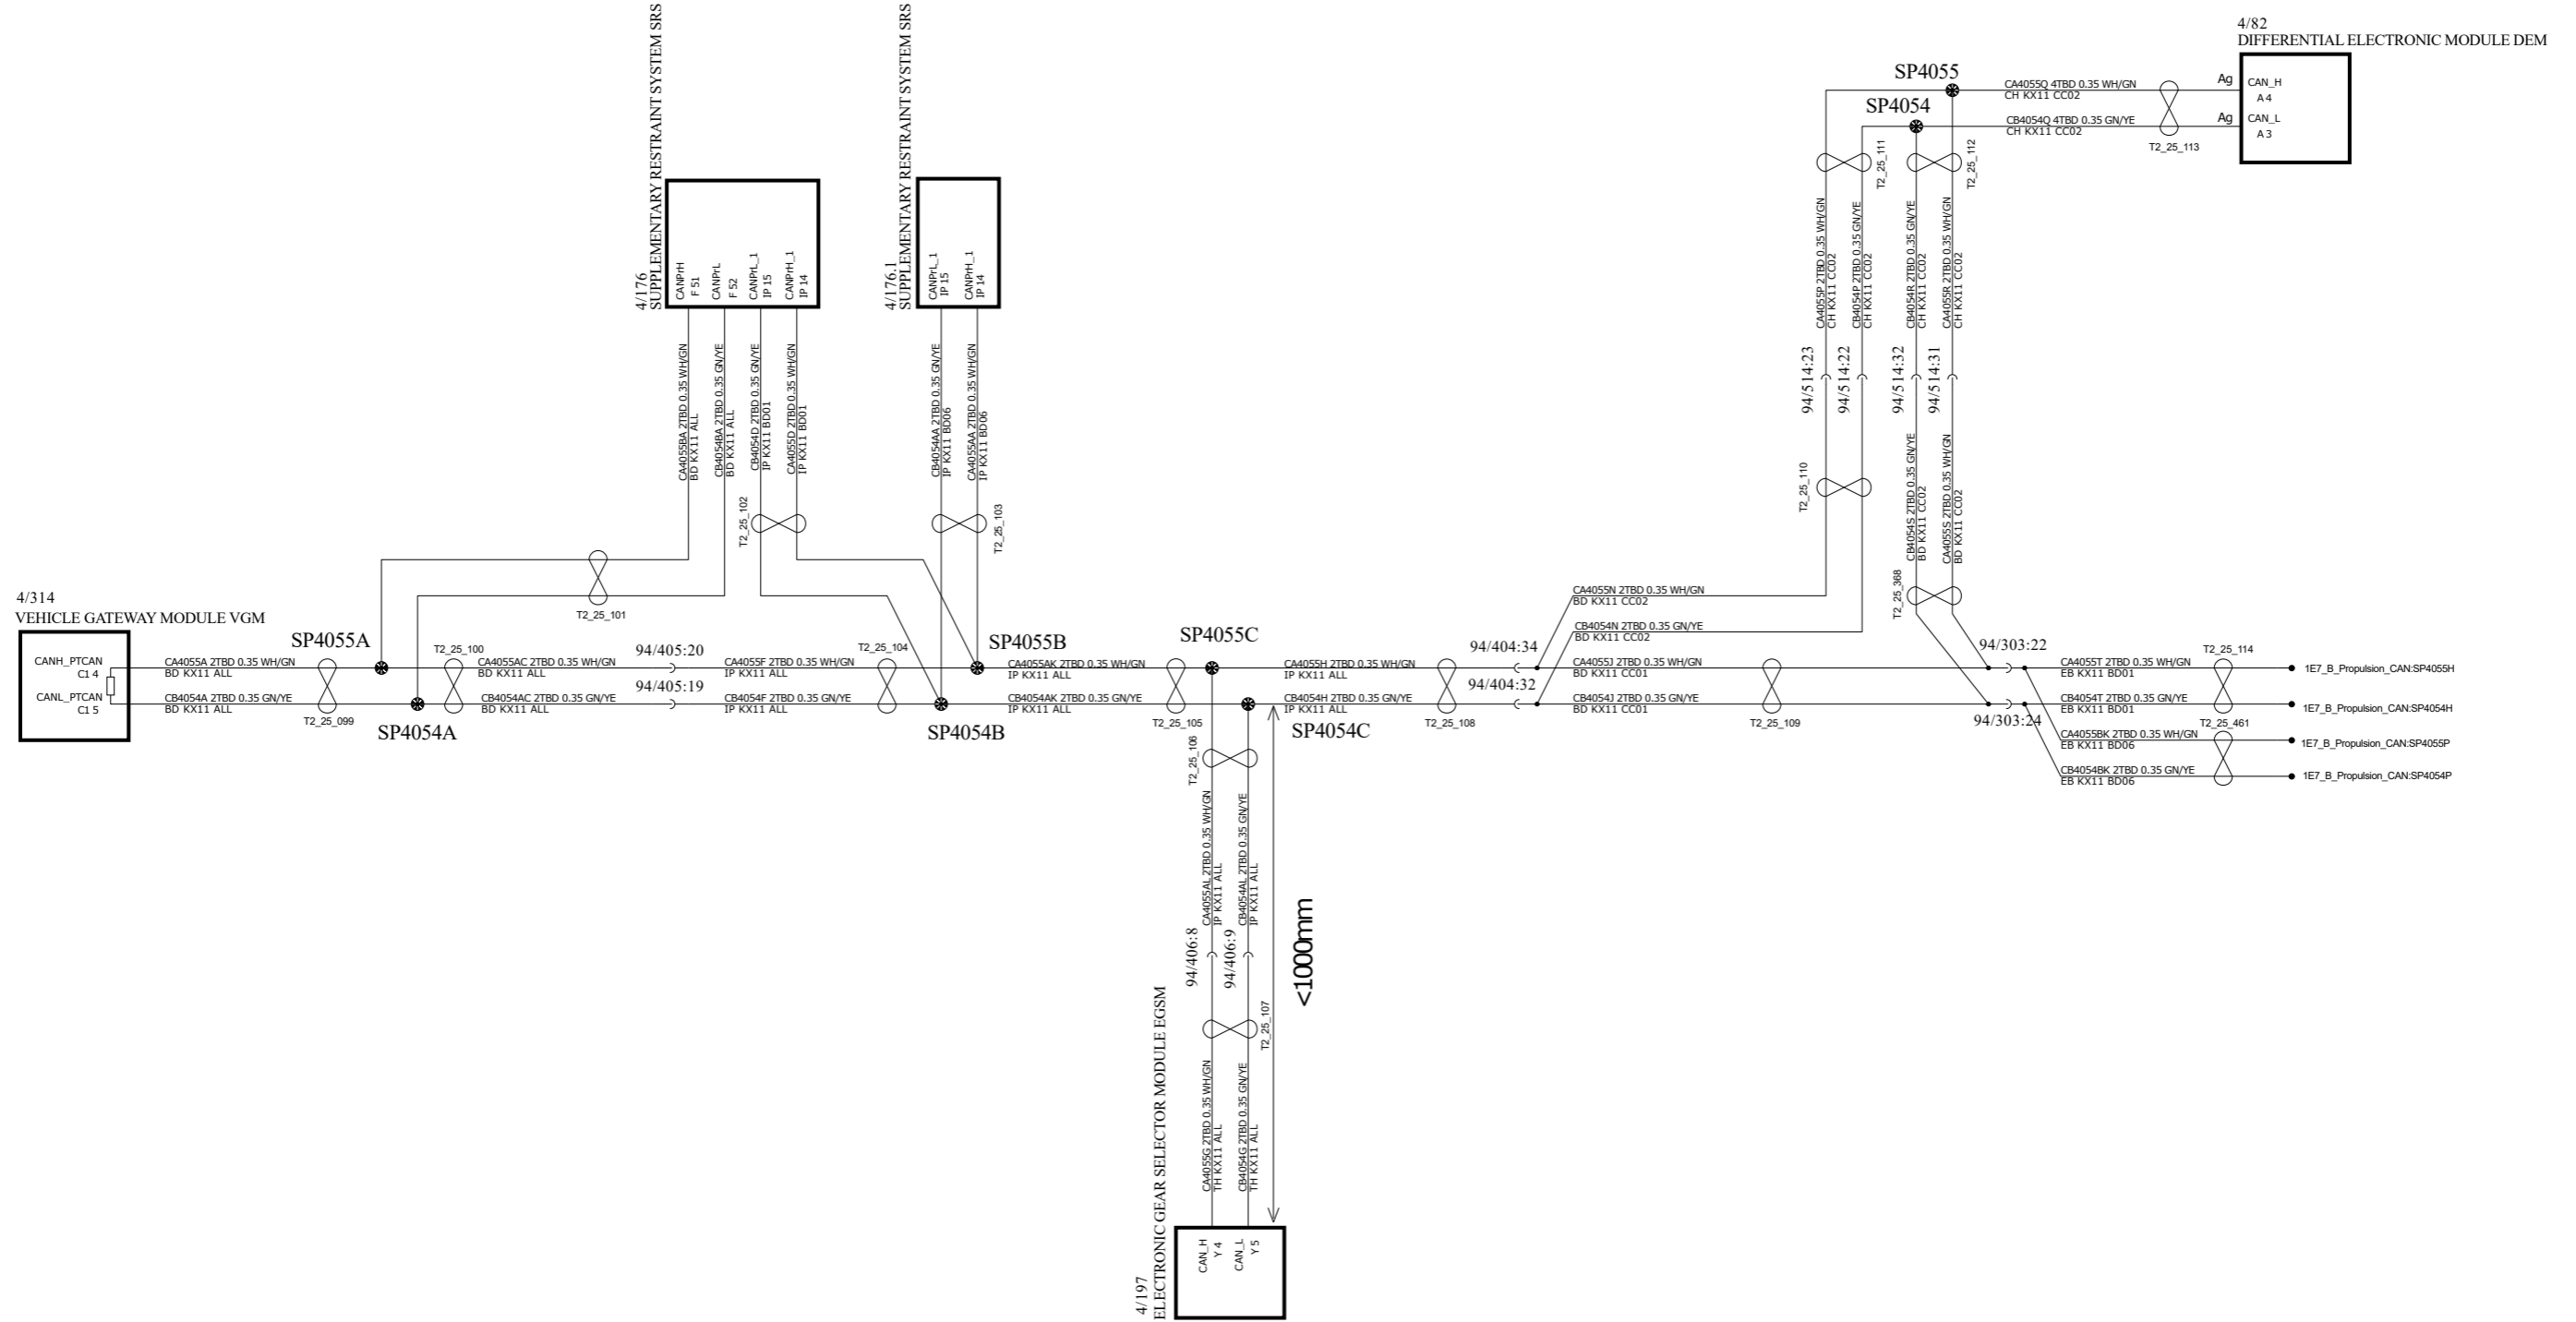 4/82
DIFFERENTIAL ELECTRONIC MODULE DEM
CAN_H
A 4
CAN_L
A 3
Ag
Ag
SP4055
SP4054
CA4055Q 4TBD 0.35 WH/GN
CH KX11 CC02
CB4054Q 4TBD 0.35 GN/YE
CH KX11 CC02
T2_25_113
T2_25_111
T2_25_112
CA4055P 2TBD 0.35 WH/GN
CH KX11 CC02
CB4054P 2TBD 0.35 GN/YE
CH KX11 CC02
CB4054R 2TBD 0.35 GN/YE
CH KX11 CC02
CA4055R 2TBD 0.35 WH/GN
CH KX11 CC02
94/514:23
94/514:22
94/514:32
94/514:31
T2_25_110
CB4054S 2TBD 0.35 GN/YE
BD KX11 CC02
CA4055S 2TBD 0.35 WH/GN
BD KX11 CC02
T2_25_368
4/176
SUPPLEMENTARY RESTRAINT SYSTEM SRS
CANPrH
F 51
CANPrL
F 52
CANPrL_1
IP 15
CANPrH_1
IP 14
4/176.1
SUPPLEMENTARY RESTRAINT SYSTEM SRS
CANPrL_1
IP 15
CANPrH_1
IP 14
CA4055BA 2TBD 0.35 WH/GN
BD KX11 ALL
CB4054BA 2TBD 0.35 GN/YE
BD KX11 ALL
CB4054D 2TBD 0.35 GN/YE
IP KX11 BD01
CA4055D 2TBD 0.35 WH/GN
IP KX11 BD01
CB4054AA 2TBD 0.35 GN/YE
IP KX11 BD06
CA4055AA 2TBD 0.35 WH/GN
IP KX11 BD06
T2_25_102
T2_25_103
T2_25_101
4/314
VEHICLE GATEWAY MODULE VGM
CANH_PTCAN
C1 4
CANL_PTCAN
C1 5
CA4055A 2TBD 0.35 WH/GN
BD KX11 ALL
CB4054A 2TBD 0.35 GN/YE
BD KX11 ALL
T2_25_099
SP4055A
SP4054A
T2_25_100
CA4055AC 2TBD 0.35 WH/GN
BD KX11 ALL
CB4054AC 2TBD 0.35 GN/YE
BD KX11 ALL
94/405:20
94/405:19
CA4055F 2TBD 0.35 WH/GN
IP KX11 ALL
CB4054F 2TBD 0.35 GN/YE
IP KX11 ALL
T2_25_104
SP4055B
SP4054B
CA4055AK 2TBD 0.35 WH/GN
IP KX11 ALL
CB4054AK 2TBD 0.35 GN/YE
IP KX11 ALL
T2_25_105
SP4055C
SP4054C
CA4055H 2TBD 0.35 WH/GN
IP KX11 ALL
CB4054H 2TBD 0.35 GN/YE
IP KX11 ALL
T2_25_108
94/404:34
94/404:32
CA4055N 2TBD 0.35 WH/GN
BD KX11 CC02
CB4054N 2TBD 0.35 GN/YE
BD KX11 CC02
CA4055J 2TBD 0.35 WH/GN
BD KX11 CC01
CB4054J 2TBD 0.35 GN/YE
BD KX11 CC01
T2_25_109
94/303:22
94/303:24
CA4055T 2TBD 0.35 WH/GN
EB KX11 BD01
CB4054T 2TBD 0.35 GN/YE
EB KX11 BD01
CA4055BK 2TBD 0.35 WH/GN
EB KX11 BD06
CB4054BK 2TBD 0.35 GN/YE
EB KX11 BD06
T2_25_114
T2_25_461
1E7_B_Propulsion_CAN:SP4055H
1E7_B_Propulsion_CAN:SP4054H
1E7_B_Propulsion_CAN:SP4055P
1E7_B_Propulsion_CAN:SP4054P
T2_25_106
CA4055AL 2TBD 0.35 WH/GN
IP KX11 ALL
CB4054AL 2TBD 0.35 GN/YE
IP KX11 ALL
94/406:8
94/406:9
<1000mm
T2_25_107
CA4055G 2TBD 0.35 WH/GN
TH KX11 ALL
CB4054G 2TBD 0.35 GN/YE
TH KX11 ALL
4/197
ELECTRONIC GEAR SELECTOR MODULE EGSM
CAN_H
Y 4
CAN_L
Y 5